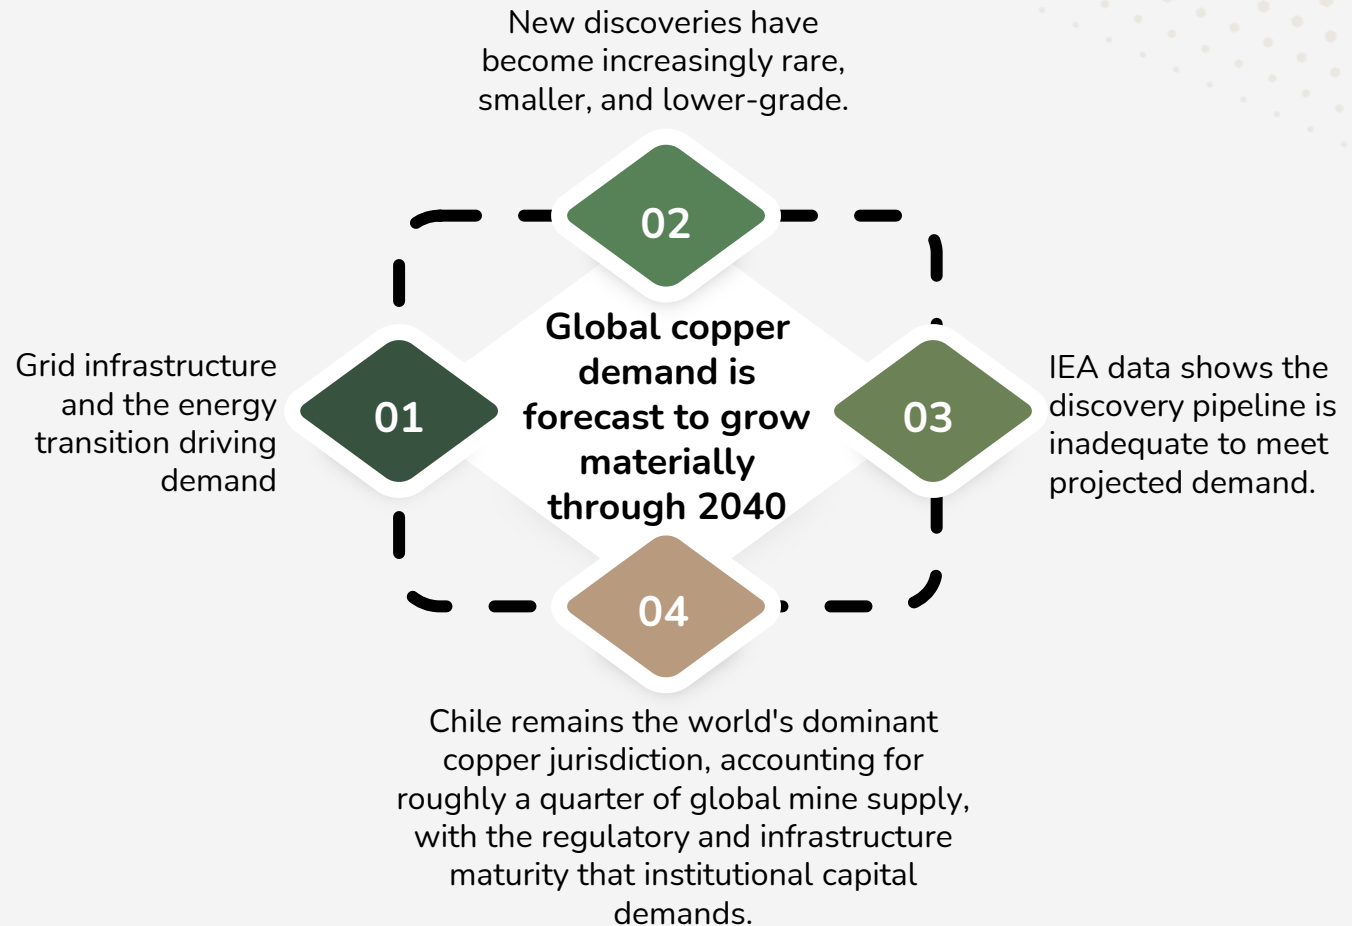 New discoveries have
become increasingly rare,
smaller, and lower-grade.
02
Global copper
demand is
forecast to grow
materially
through 2040
Grid infrastructure
and the energy
transition driving
demand
01
03
IEA data shows the
discovery pipeline is
inadequate to meet
projected demand.
04
Chile remains the world's dominant
copper jurisdiction, accounting for
roughly a quarter of global mine supply,
with the regulatory and infrastructure
maturity that institutional capital
demands.